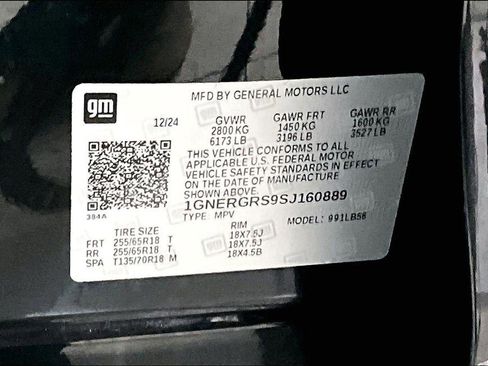 MFD BY GENERAL MOTORS LLC
gm
12/24 GVWR GAWR FRT GAWR RR
2800 KG 1450 KG 1600 KG
6173 LB 3196 LB 3527 LB
THIS VEHICLE CONFORMS TO ALL
APPLICABLE U.S. FEDERAL MOTOR
VEHICLE SAFETY STANDARDS IN EFFECT
ON THE DATE OF MANUFACTURE
SHOWN ABOVE.
1GNERGRS9SJ160889
384A TYPE: MPV MODEL: 991LB56
TIRE SIZE RIM
FRT 255/65R18 T 18X7.5J
RR 255/65R18 T 18X7.5J
SPA T135/70R18 M 18X4.5B